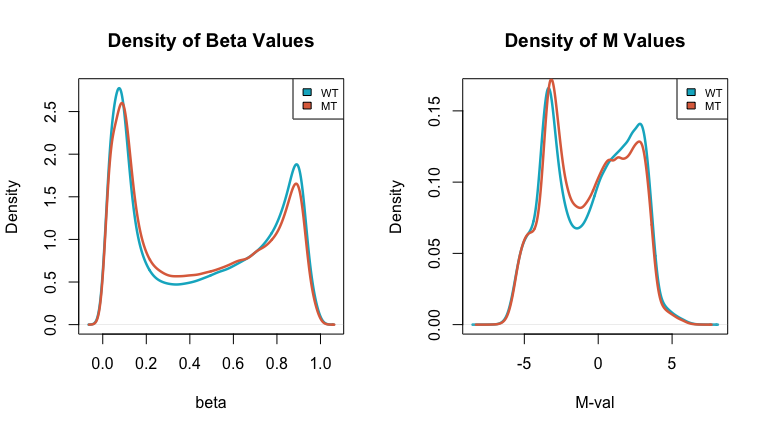 Density of Beta Values
Density
0.0 0.5 1.0 1.5 2.0 2.5
WT
MT
0.0 0.2 0.4 0.6 0.8 1.0
beta
Density of M Values
Density
0.00 0.05 0.10 0.15
WT
MT
-5 0 5
M-val